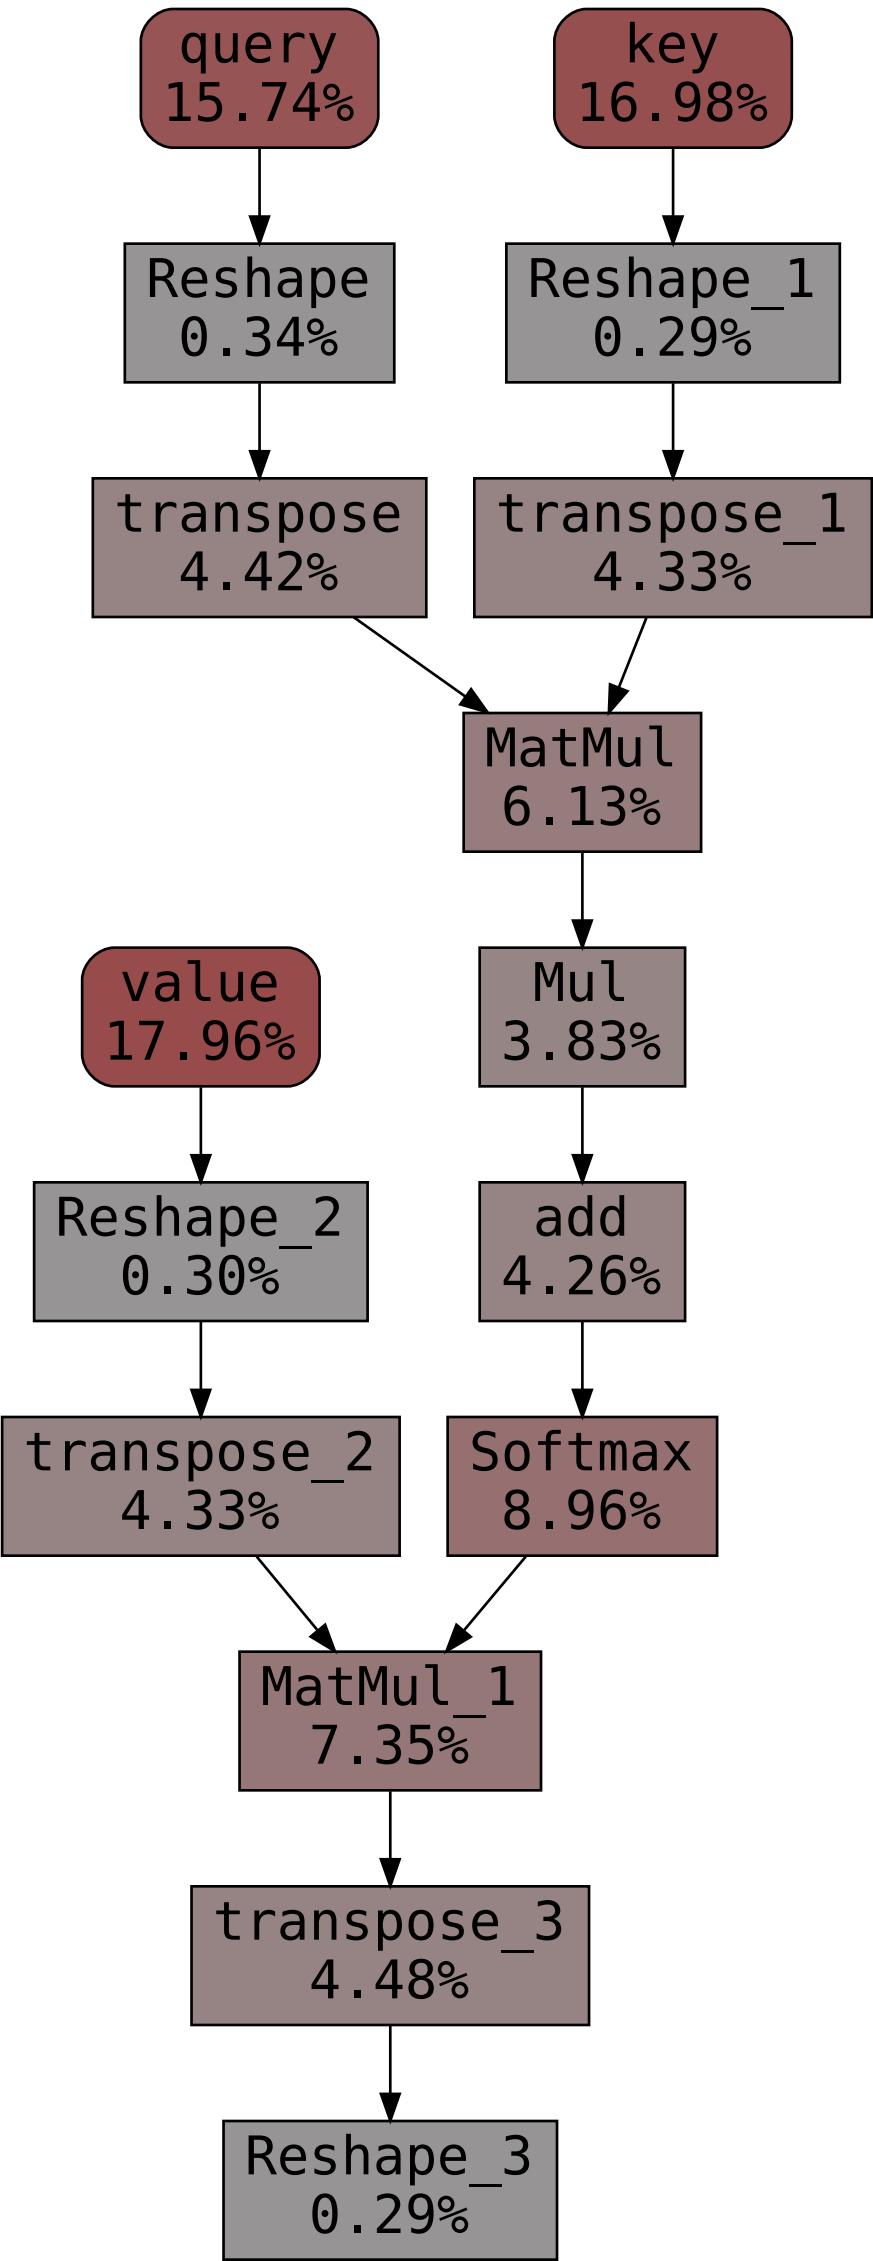 query
15.74%
key
16.98%
Reshape
0.34%
Reshape_1
0.29%
transpose
4.42%
transpose_1
4.33%
MatMul
6.13%
value
17.96%
Mul
3.83%
Reshape_2
0.30%
add
4.26%
transpose_2
4.33%
Softmax
8.96%
MatMul_1
7.35%
transpose_3
4.48%
Reshape_3
0.29%